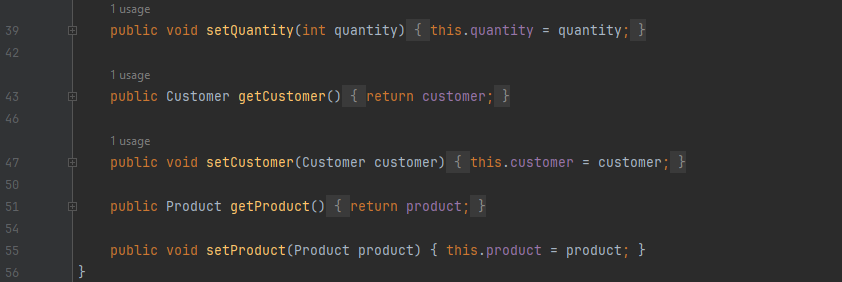 1 usage
39 public void setQuantity(int quantity) { this.quantity = quantity; }
42
1 usage
43 public Customer getCustomer() { return customer; }
46
1 usage
47 public void setCustomer(Customer customer) { this.customer = customer; }
50
51 public Product getProduct() { return product; }
54
55 public void setProduct(Product product) { this.product = product; }
56 }